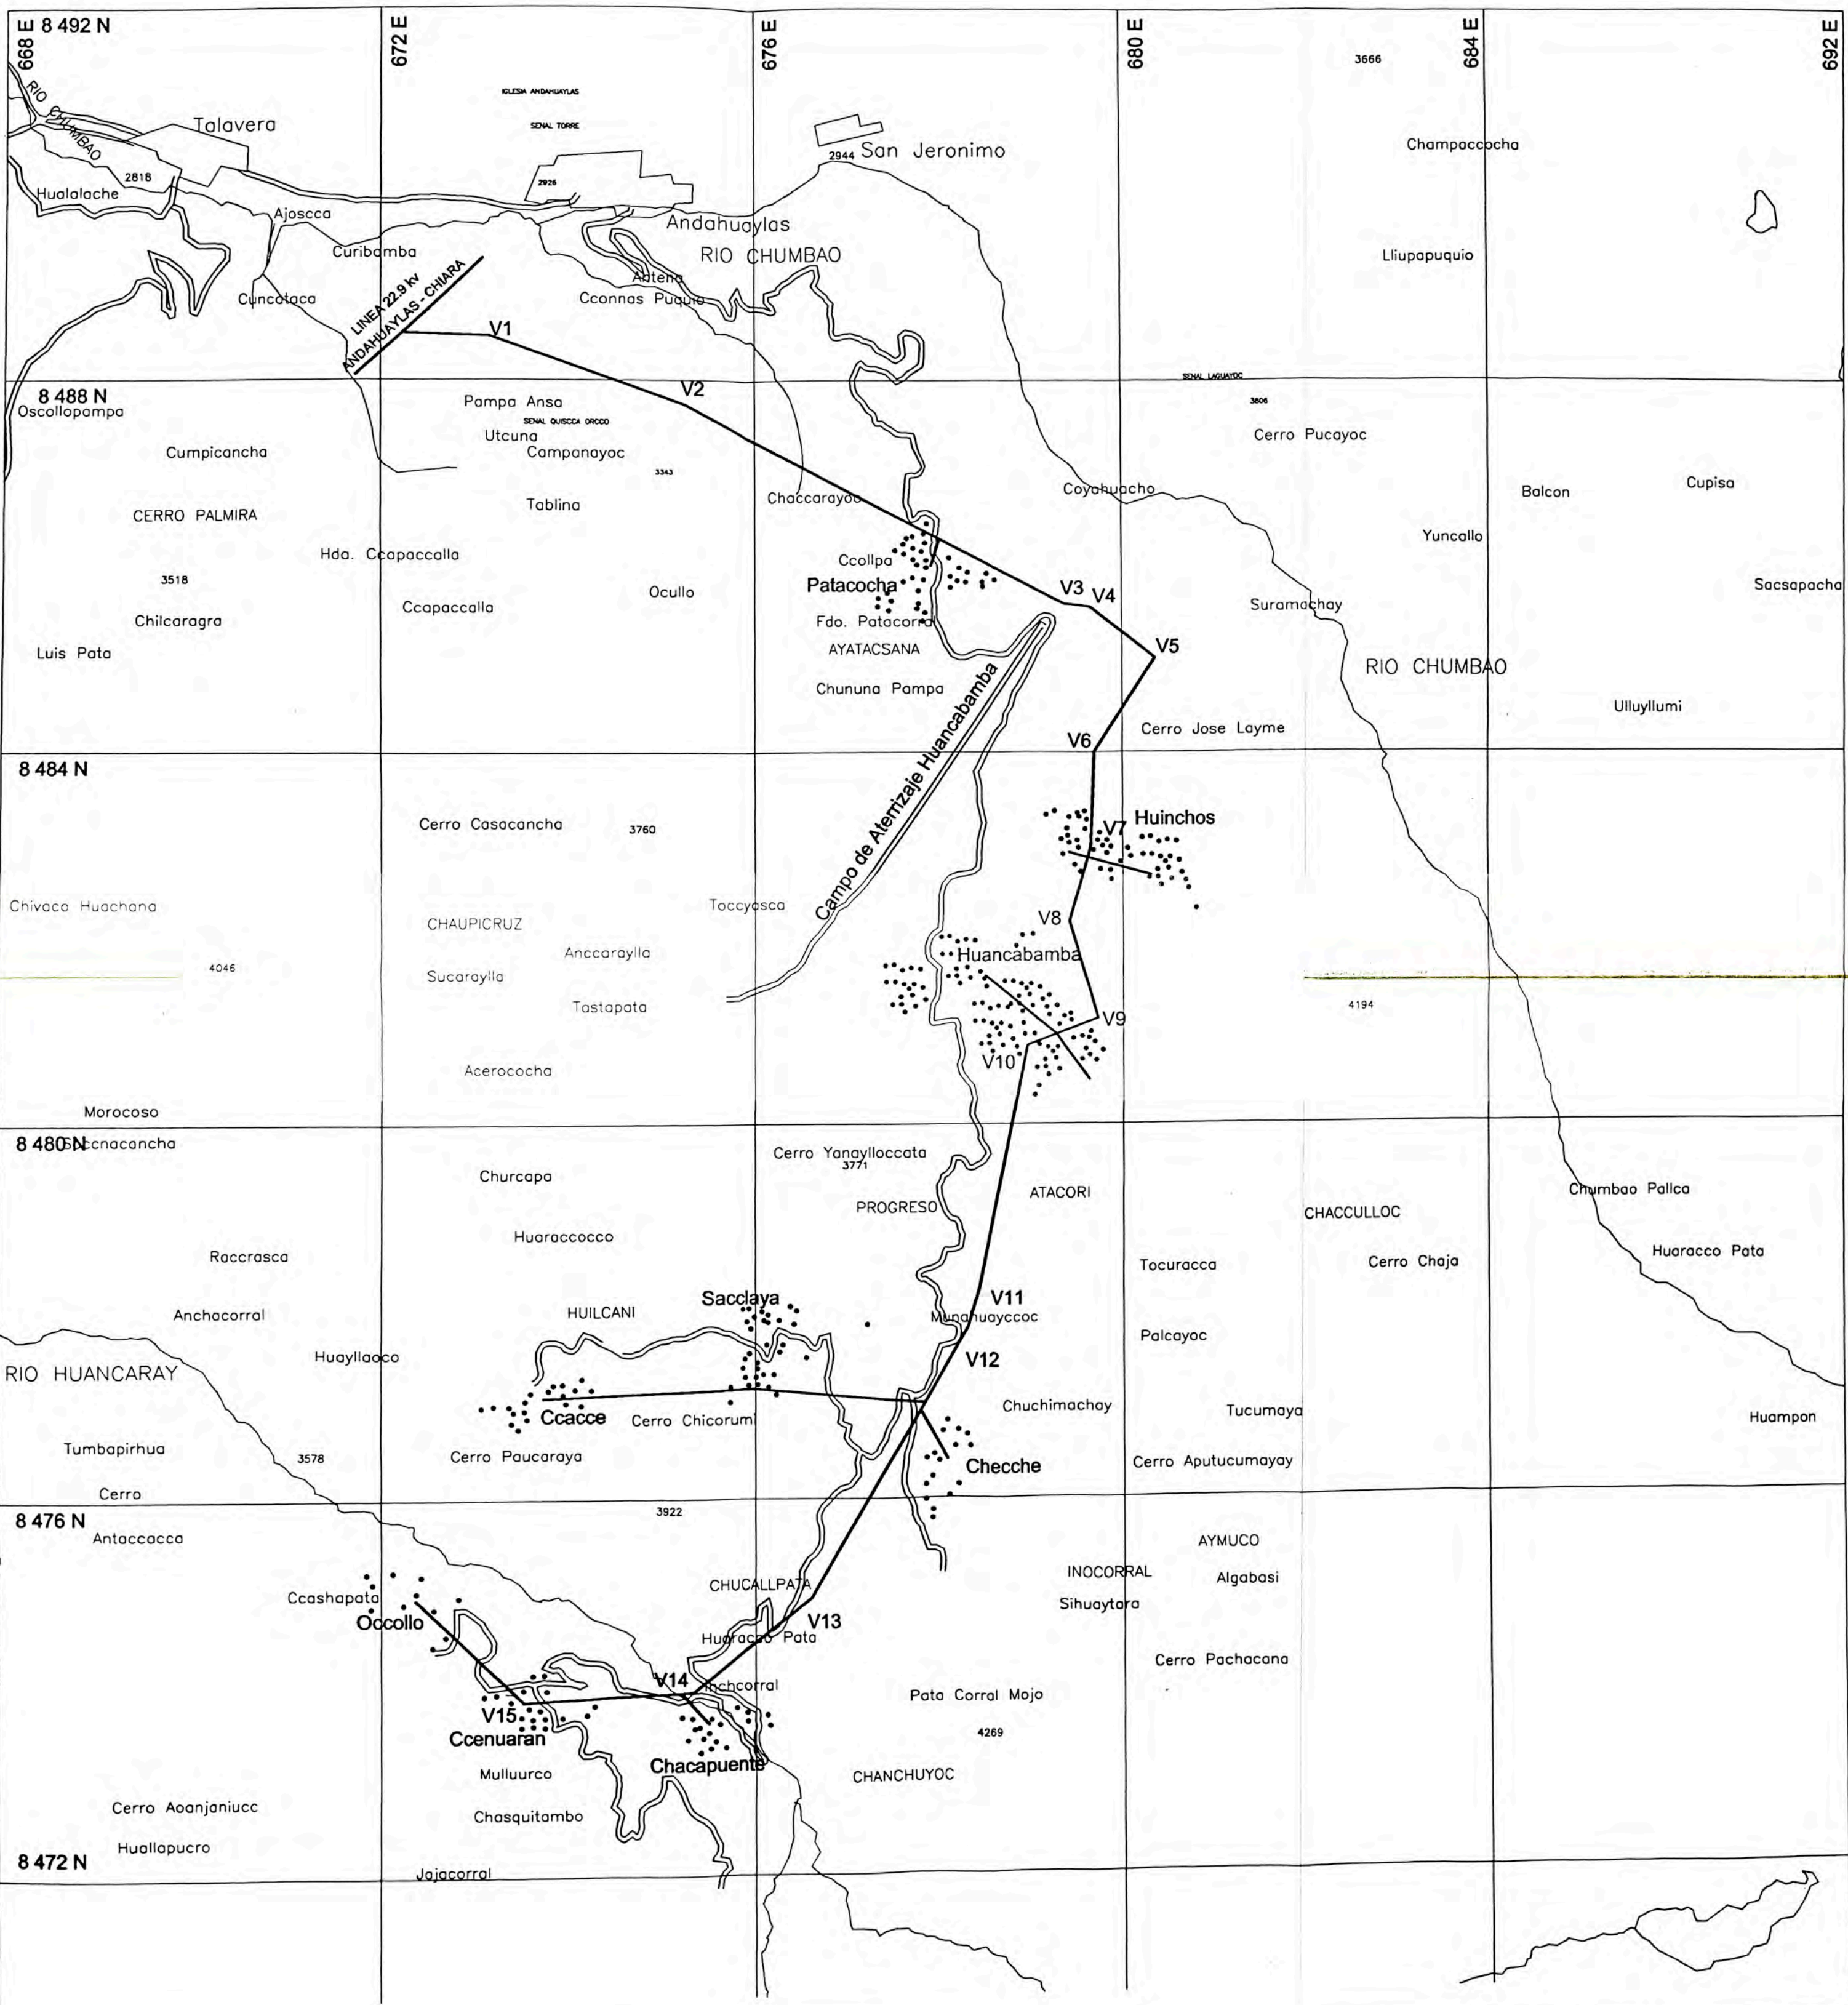 668 E
8 492 N
672 E
676 E
680 E
684 E
692 E
3666
IGLESIA ANDAHUAYLAS
SENAL TORRE
RIO CHUMBAO
Talavera
2944
San Jeronimo
Champaccocha
2818
2926
Hualalache
Ajoscca
Andahuaylas
Curibamba
RIO CHUMBAO
Lliupapuquio
Antena
Cuncataca
Cconnas Puquio
LINEA 22.9 kv
ANDAHUAYLAS - CHIARA
V1
SENAL LAGUAYOC
8 488 N
V2
Oscollopampa
Pampa Ansa
3806
SENAL QUISCCA ORCCO
Utcuna
Cerro Pucayoc
Cumpicancha
Campanayoc
3343
Chaccarayoc
Coyahuacho
Cupisa
Balcon
Tablina
CERRO PALMIRA
Yuncallo
Hda. Ccapaccalla
Ccollpa
3518
Patacocha
V3
V4
Sacsapacha
Ocullo
Ccapaccalla
Suramachay
Chilcaragra
Fdo. Patacorral
Luis Pata
AYATACSANA
V5
RIO CHUMBAO
Chununa Pampa
Ulluyllumi
Campo de Aterrizaje Huancabamba
Cerro Jose Layme
V6
8 484 N
Huinchos
Cerro Casacancha
3760
V7
Chivaco Huachana
Toccyasca
V8
CHAUPICRUZ
Anccaraylla
Huancabamba
4046
Sucaraylla
Tastapata
4194
V9
V10
Acerococha
Morocoso
8 480 N
Cerro Yanaylloccata
3771
Churcapa
ATACORI
Chumbao Pallca
PROGRESO
CHACCULLOC
Huaraccocco
Raccrasca
Huaracco Pata
Cerro Chaja
Tocuracca
Sacclaya
V11
HUILCANI
Anchacorral
Munahuayccoc
Palcayoc
Huayllaoco
V12
RIO HUANCARAY
Chuchimachay
Tucumaya
Ccacce
Cerro Chicorumi
Huampon
Tumbapirhua
3578
Cerro Paucaraya
Checche
Cerro Aputucumayay
Cerro
3922
8 476 N
Antaccacca
AYMUCO
INOCORRAL
Algabasi
CHUCALLPATA
Ccashapata
Sihuaytara
Occollo
V13
Huaracco Pata
Cerro Pachacana
V14
Inchcorral
Pata Corral Mojo
V15
4269
Ccenuaran
Chacapuente
Mulluurco
CHANCHUYOC
Cerro Aoanjaniucc
Chasquitambo
Huallapucro
8 472 N
Jajacorral